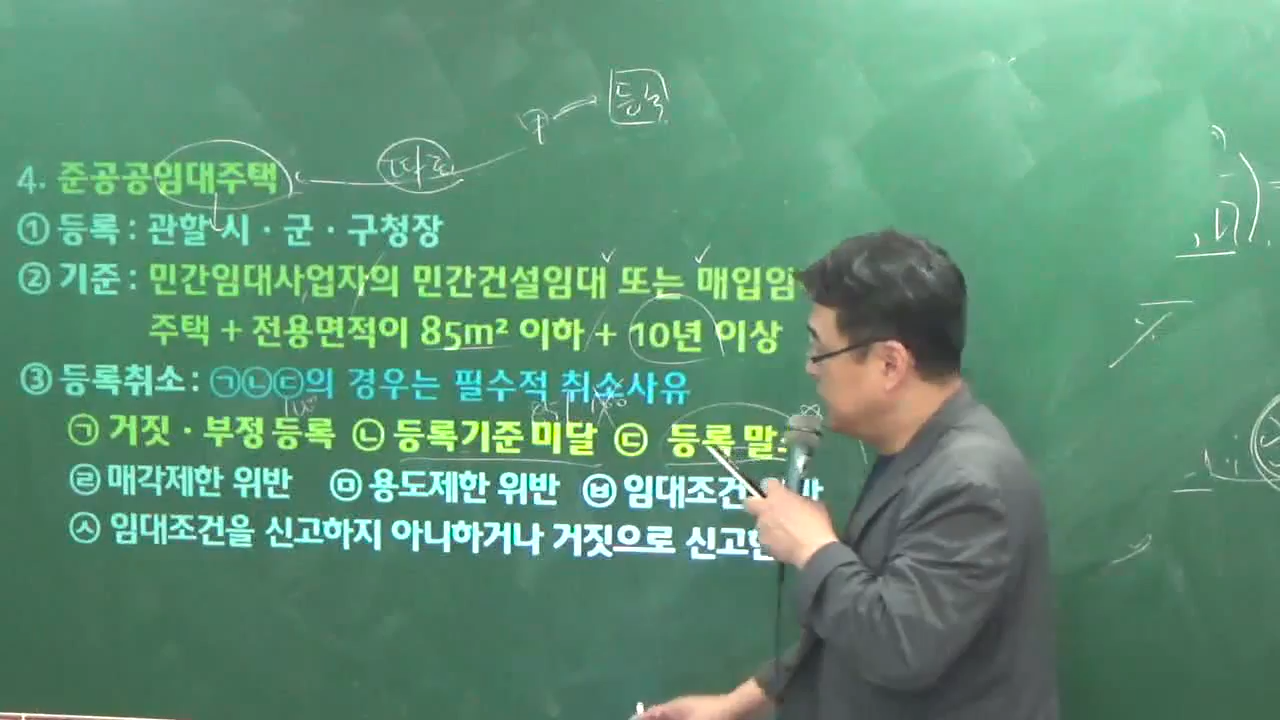 등록
따로
4. 준공공임대주택
① 등록 : 관할 시 · 군 · 구청장
② 기준 : 민간임대사업자의 민간건설임대 또는 매입임
주택 + 전용면적이 85m² 이하 + 10년 이상
③ 등록취소 : ㉠㉡㉢의 경우는 필수적 취소사유
㉠ 거짓 · 부정 등록 ㉡ 등록기준 미달 ㉢ 등록 말
㉣ 매각제한 위반 ㉤ 용도제한 위반 ㉥ 임대조건
㉦ 임대조건을 신고하지 아니하거나 거짓으로 신고한